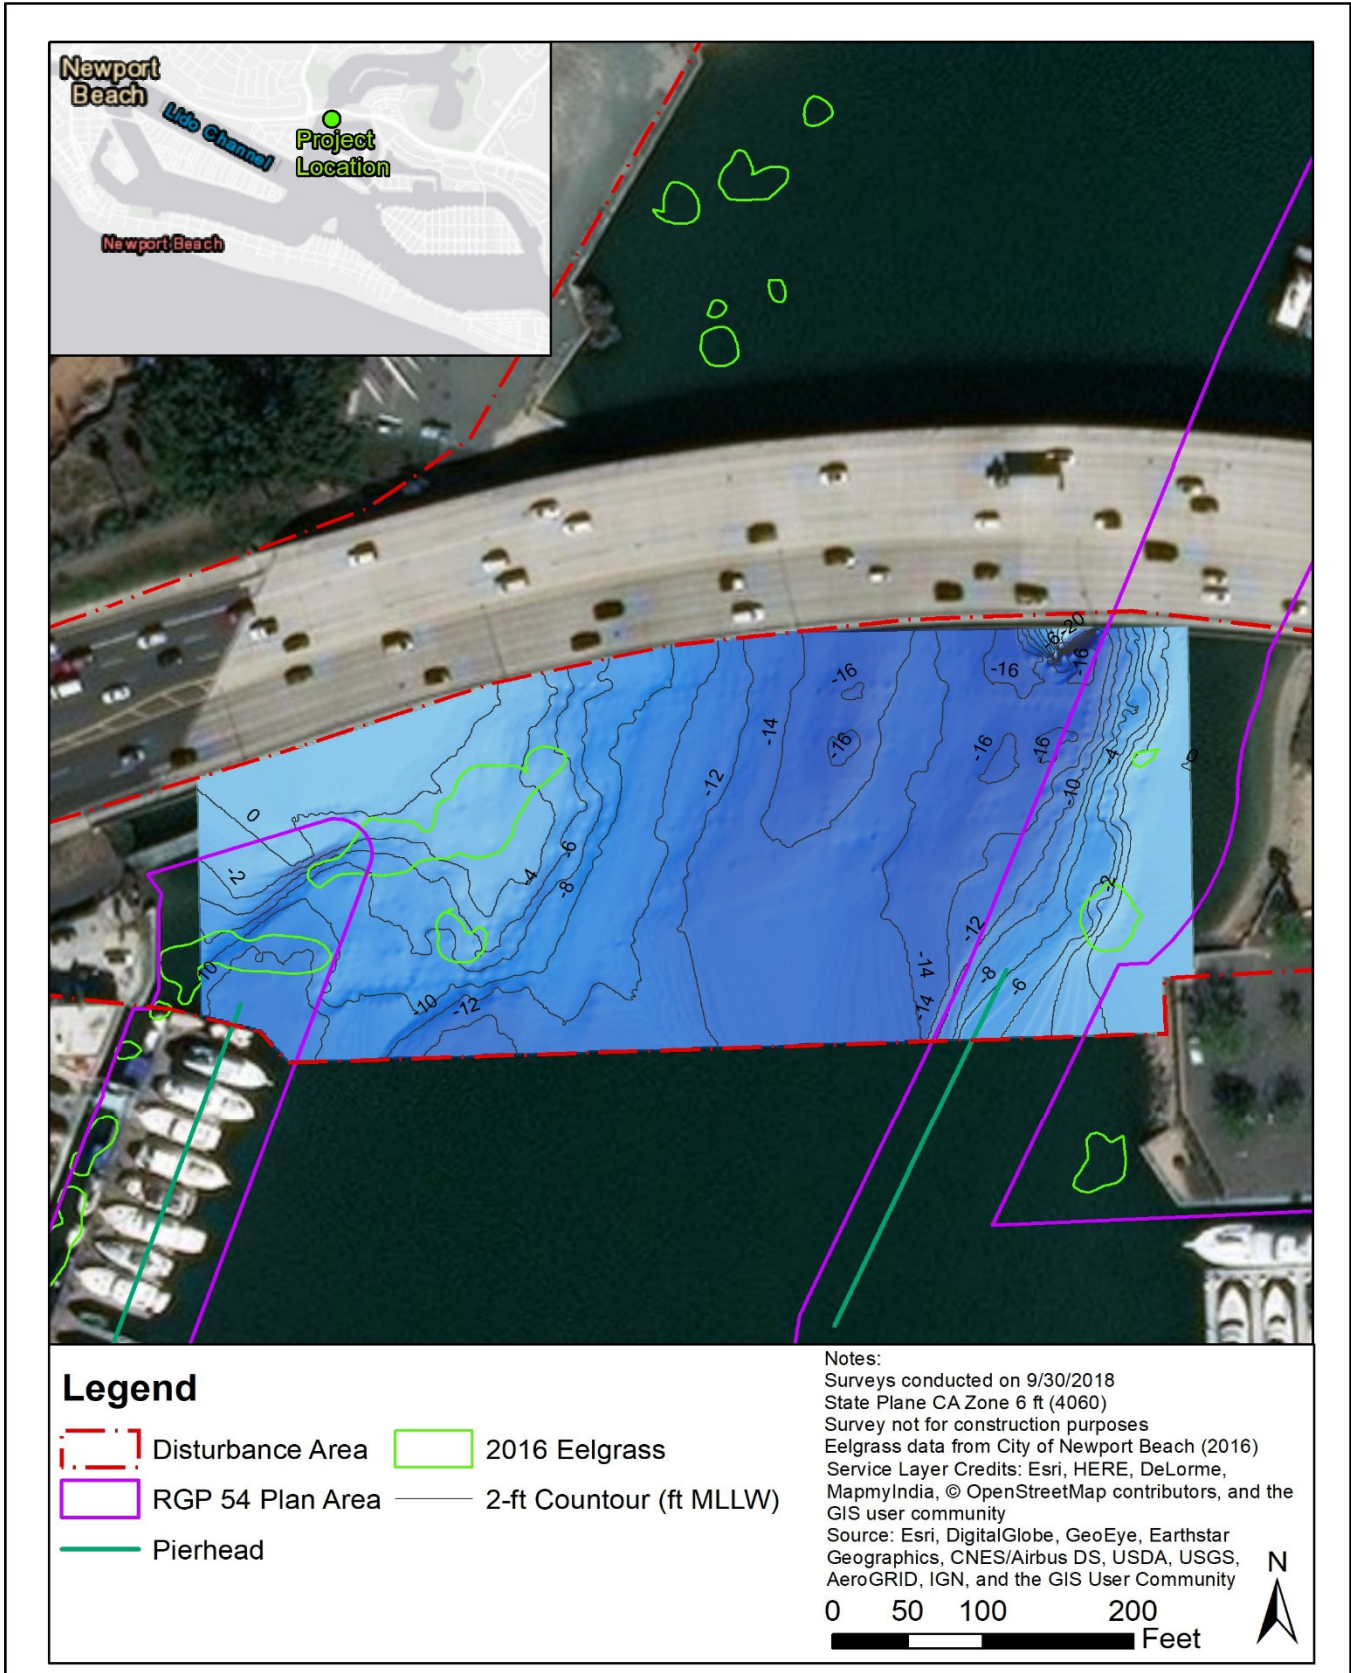 Newport
Beach
Lido Channel
Project
Location
Newport Beach
-6
-20
-16
-16
-16
-14
-16
-16
-16
-4
0
-12
-10
0
-6
-2
-4
-8
-2
-12
-10
-14
-8
-6
-10
-12
-14
Legend
Disturbance Area
2016 Eelgrass
RGP 54 Plan Area
2-ft Countour (ft MLLW)
Pierhead
Notes:
Surveys conducted on 9/30/2018
State Plane CA Zone 6 ft (4060)
Survey not for construction purposes
Eelgrass data from City of Newport Beach (2016)
Service Layer Credits: Esri, HERE, DeLorme,
MapmyIndia, © OpenStreetMap contributors, and the
GIS user community
Source: Esri, DigitalGlobe, GeoEye, Earthstar
Geographics, CNES/Airbus DS, USDA, USGS,
AeroGRID, IGN, and the GIS User Community
N
0 50 100 200
Feet